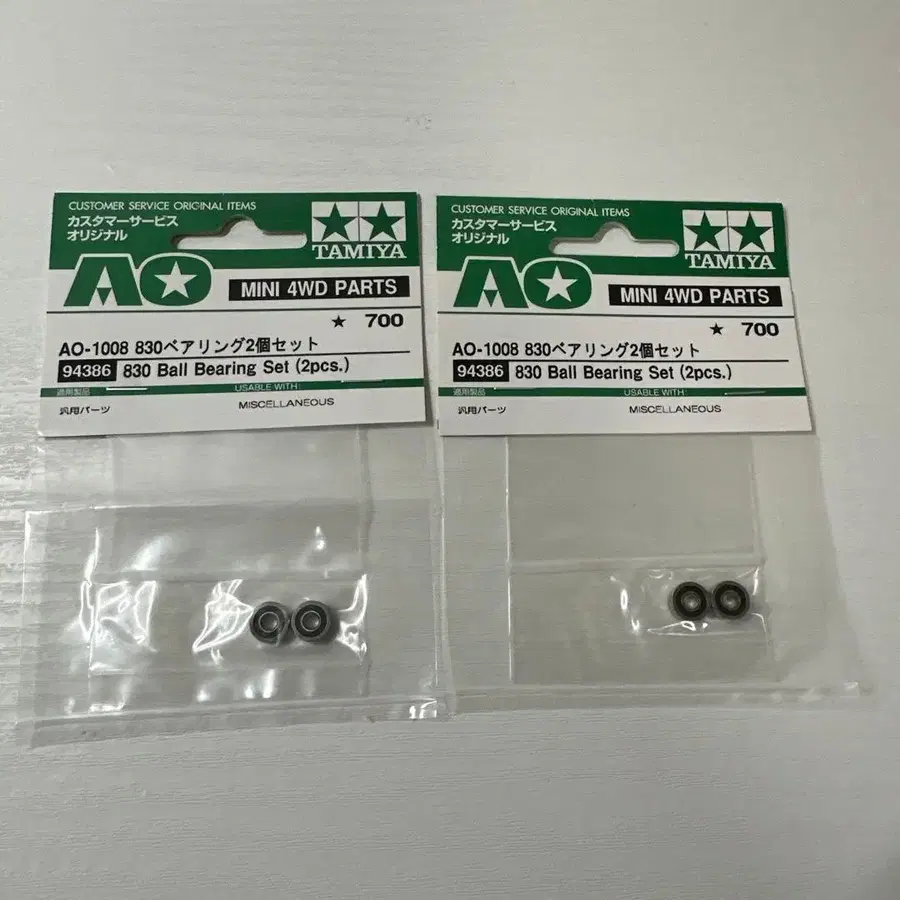 CUSTOMER SERVICE ORIGINAL ITEMS
カスタマーサービス
オリジナル
TAMIYA
AO
MINI 4WD PARTS
★ 700
AO-1008 830ベアリング2個セット
94386 830 Ball Bearing Set (2pcs.)
適用製品 USABLE WITH:
汎用パーツ MISCELLANEOUS
CUSTOMER SERVICE ORIGINAL ITEMS
カスタマーサービス
オリジナル
TAMIYA
AO
MINI 4WD PARTS
★ 700
AO-1008 830ベアリング2個セット
94386 830 Ball Bearing Set (2pcs.)
適用製品 USABLE WITH:
汎用パーツ MISCELLANEOUS